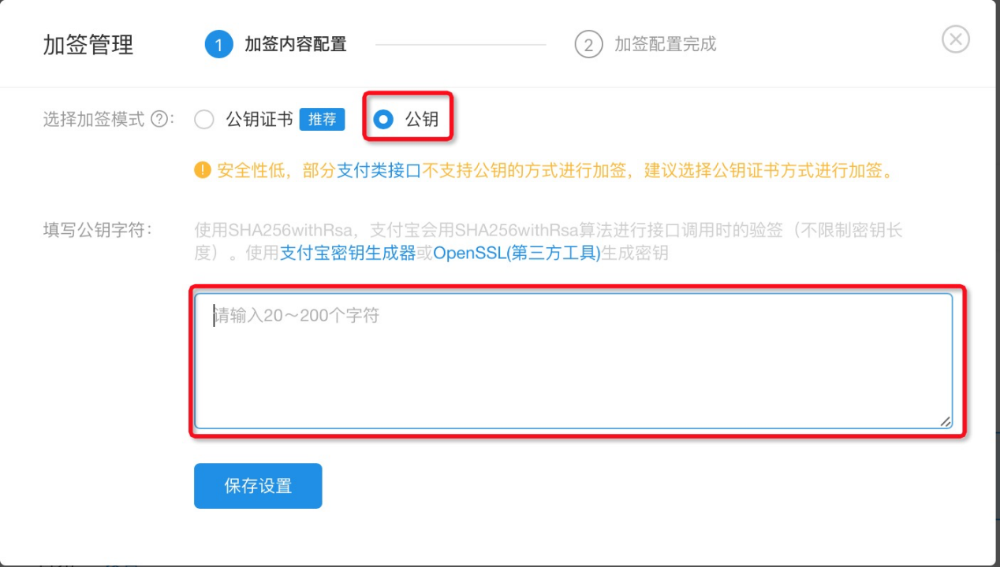 加签管理 1 加签内容配置 2 加签配置完成
选择加签模式?： 公钥证书 推荐 公钥
! 安全性低，部分支付类接口不支持公钥的方式进行加签，建议选择公钥证书方式进行加签。
填写公钥字符： 使用SHA256withRsa，支付宝会用SHA256withRsa算法进行接口调用时的验签（不限制密钥长
度）。使用支付宝密钥生成器或OpenSSL(第三方工具)生成密钥
请输入20～200个字符
保存设置